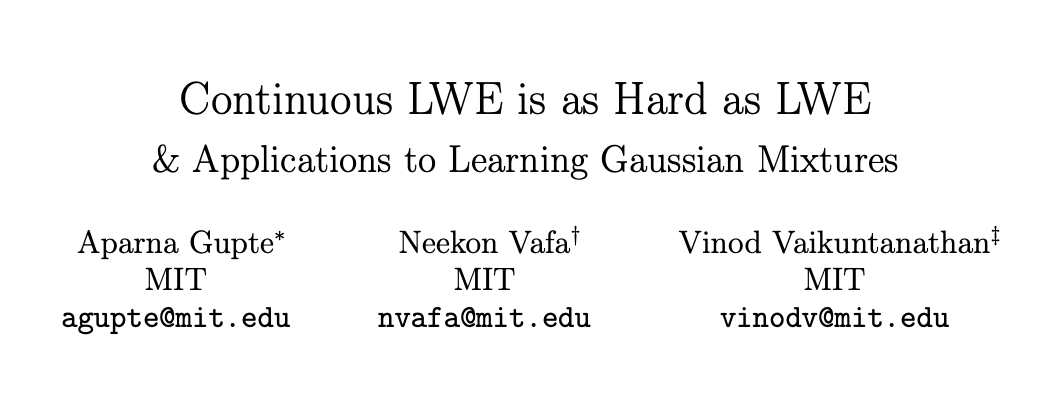 Continuous LWE is as Hard as LWE
& Applications to Learning Gaussian Mixtures
Aparna Gupte* Neekon Vafa† Vinod Vaikuntanathan‡
MIT MIT MIT
agupte@mit.edu nvafa@mit.edu vinodv@mit.edu